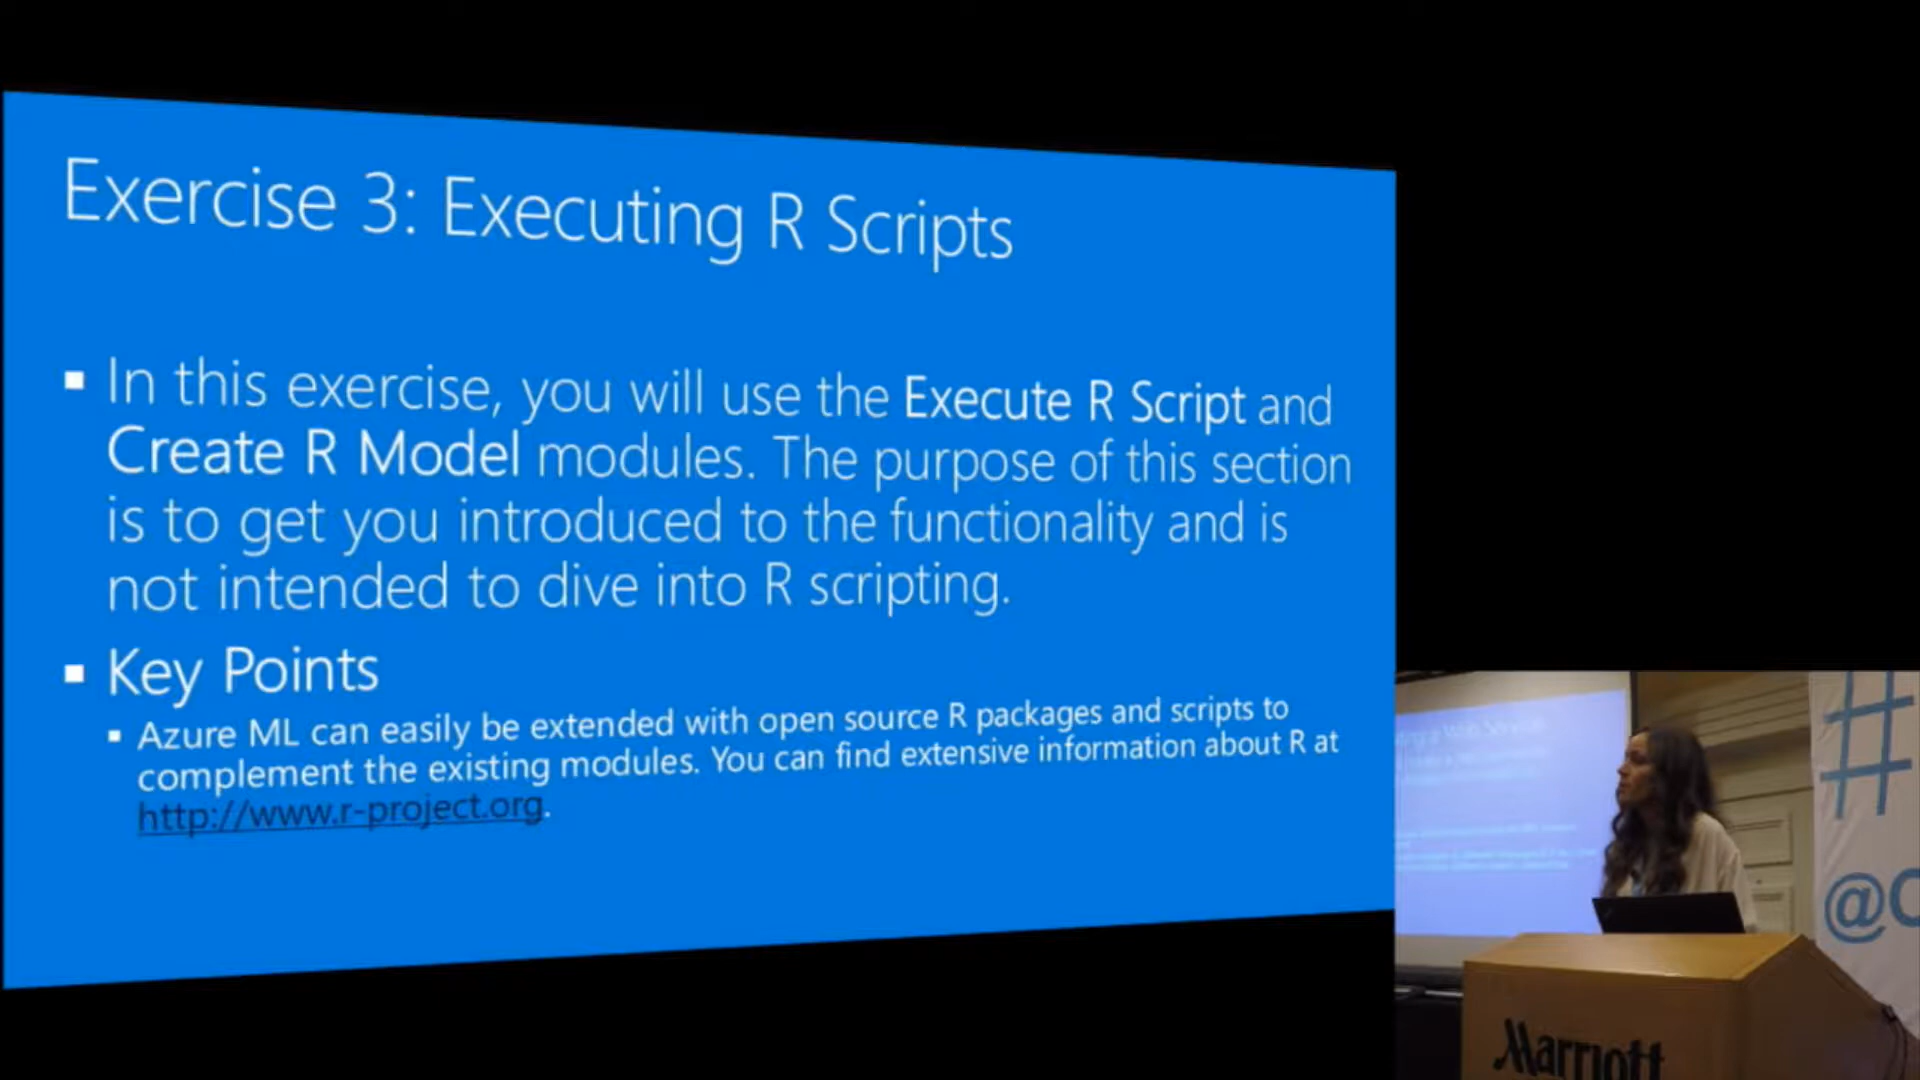 Exercise 3: Executing R Scripts
In this exercise, you will use the Execute R Script and
Create R Model modules. The purpose of this section
is to get you introduced to the functionality and is
not intended to dive into R scripting.
Key Points
Azure ML can easily be extended with open source R packages and scripts to
complement the existing modules. You can find extensive information about R at
http://www.r-project.org.
#
@
Marriott